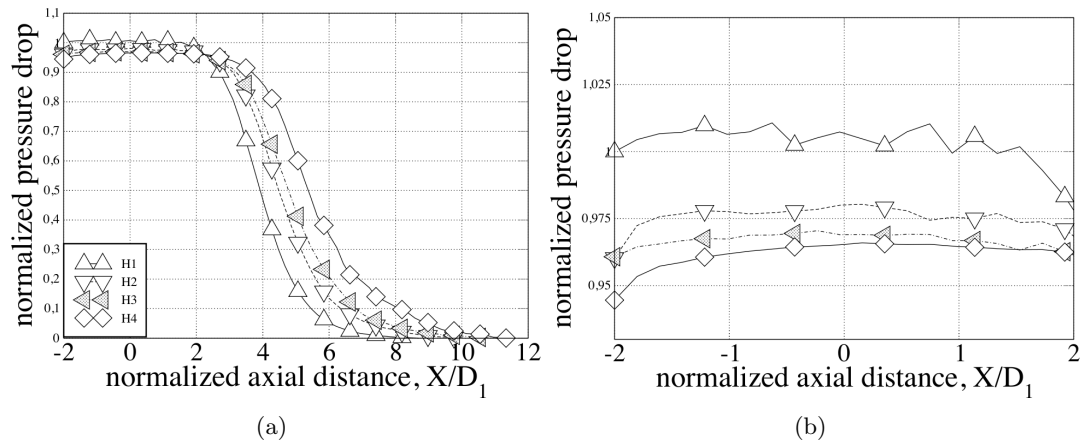 1,1
1,
0,9
0,8
0,7
0,6
0,5
0,4
0,3
0,2
0,1
0
normalized pressure drop
H1
H2
H3
H4
-2 0 2 4 6 8 10 12
normalized axial distance, X/D1
(a)
1,05
1,025
1,
0,975
0,95
normalized pressure drop
-2 -1 0 1 2
normalized axial distance, X/D1
(b)